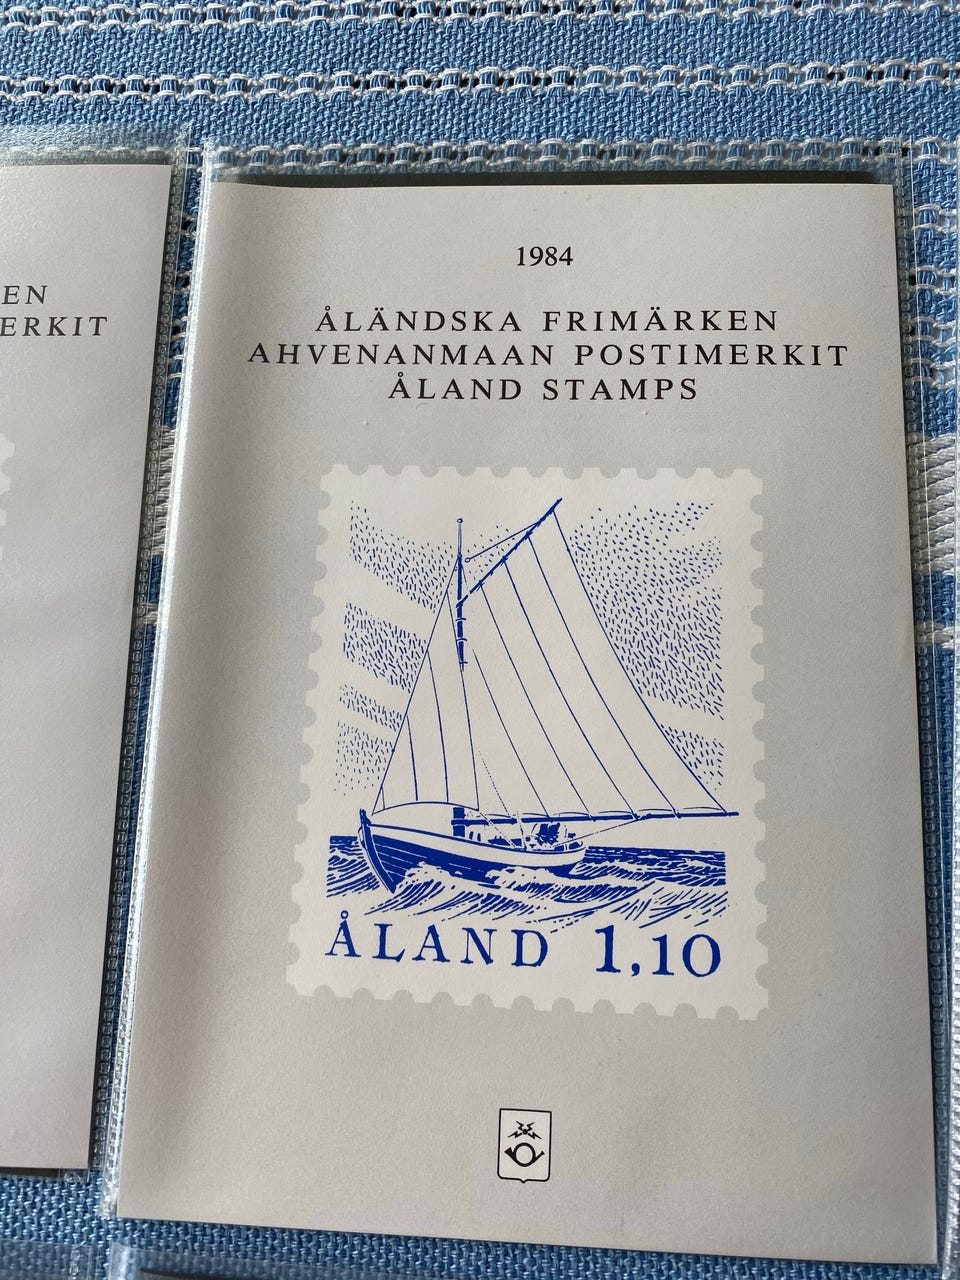 EN
ERKIT
1984
ÅLÄNDSKA FRIMÄRKEN
AHVENANMAAN POSTIMERKIT
ÅLAND STAMPS
ÅLAND 1,10